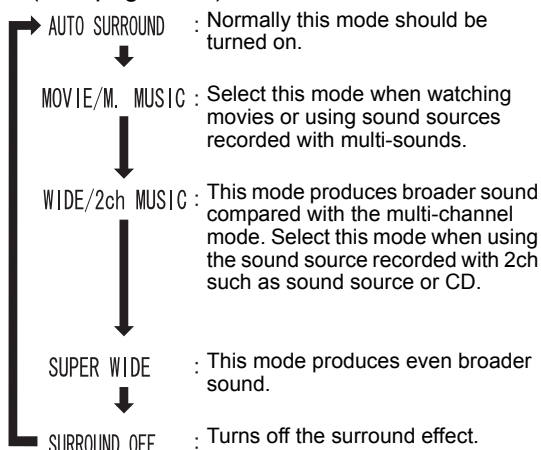 AUTO SURROUND : Normally this mode should be
turned on.
MOVIE/M. MUSIC : Select this mode when watching
movies or using sound sources
recorded with multi-sounds.
WIDE/2ch MUSIC : This mode produces broader sound
compared with the multi-channel
mode. Select this mode when using
the sound source recorded with 2ch
such as sound source or CD.
SUPER WIDE : This mode produces even broader
sound.
SURROUND OFF : Turns off the surround effect.